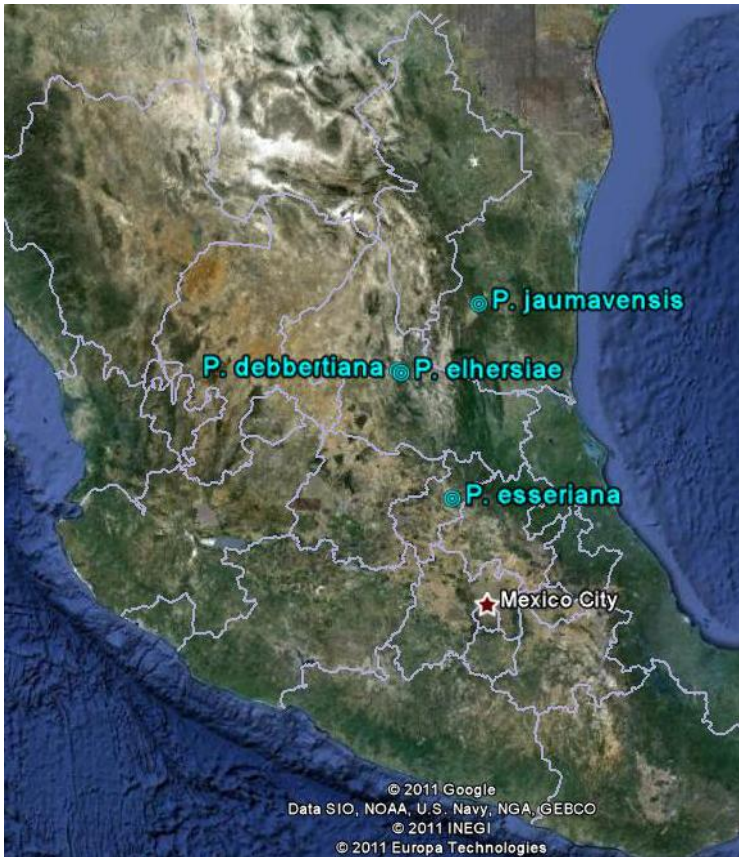 P. jaumavensis
P. debbertiana P. elhersiae
P. esseriana
Mexico City
© 2011 Google
Data SIO, NOAA, U.S. Navy, NGA, GEBCO
© 2011 INEGI
© 2011 Europa Technologies